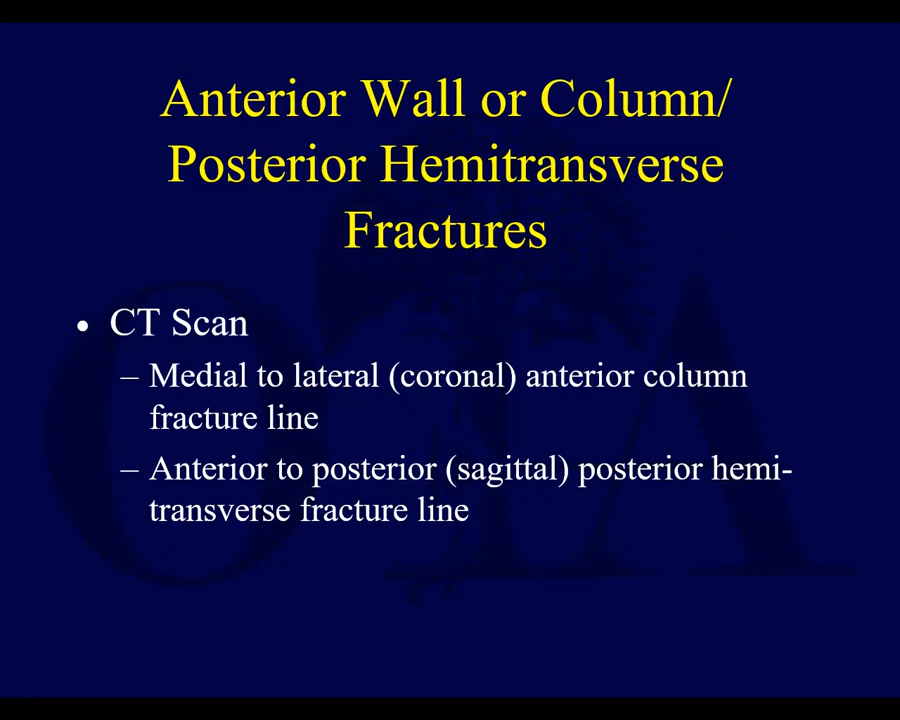 Anterior Wall or Column/
Posterior Hemitransverse
Fractures
• CT Scan
– Medial to lateral (coronal) anterior column
fracture line
– Anterior to posterior (sagittal) posterior hemi-
transverse fracture line
OTA